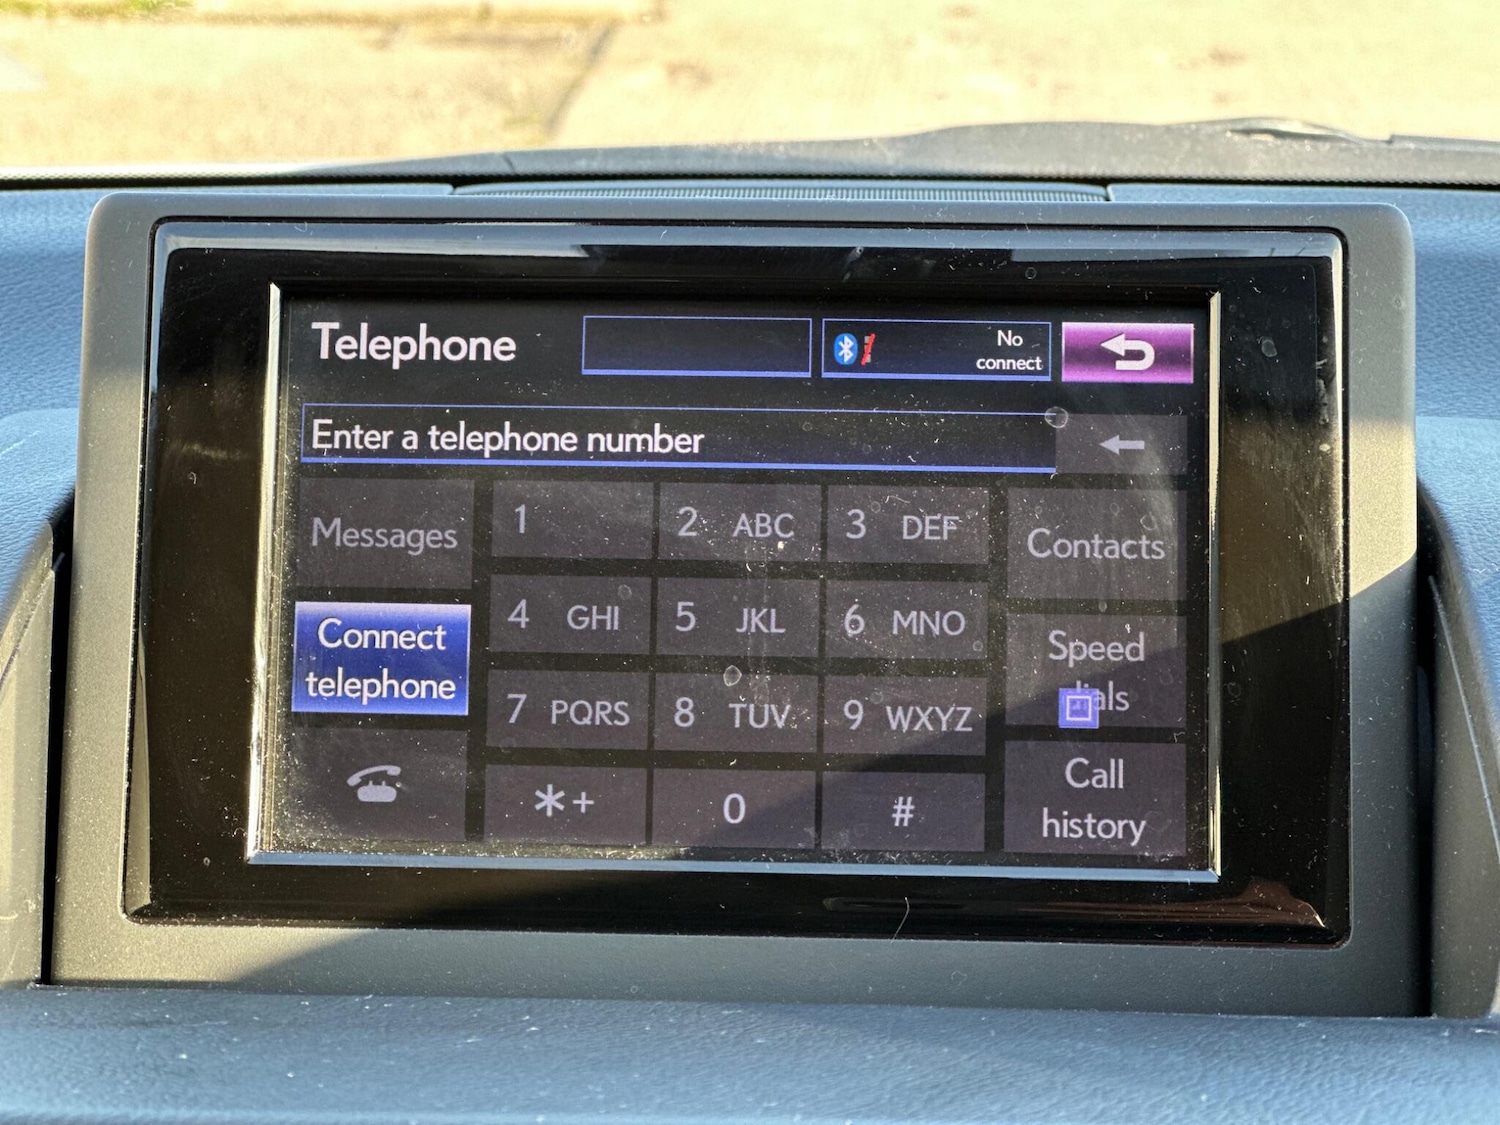 Telephone
No
connect
Enter a telephone number
Messages
1
2 ABC
3 DEF
Contacts
Connect
telephone
4 GHI
5 JKL
6 MNO
Speed
7 PQRS
8 TUV
9 WXYZ
*+
0
#
Call
history